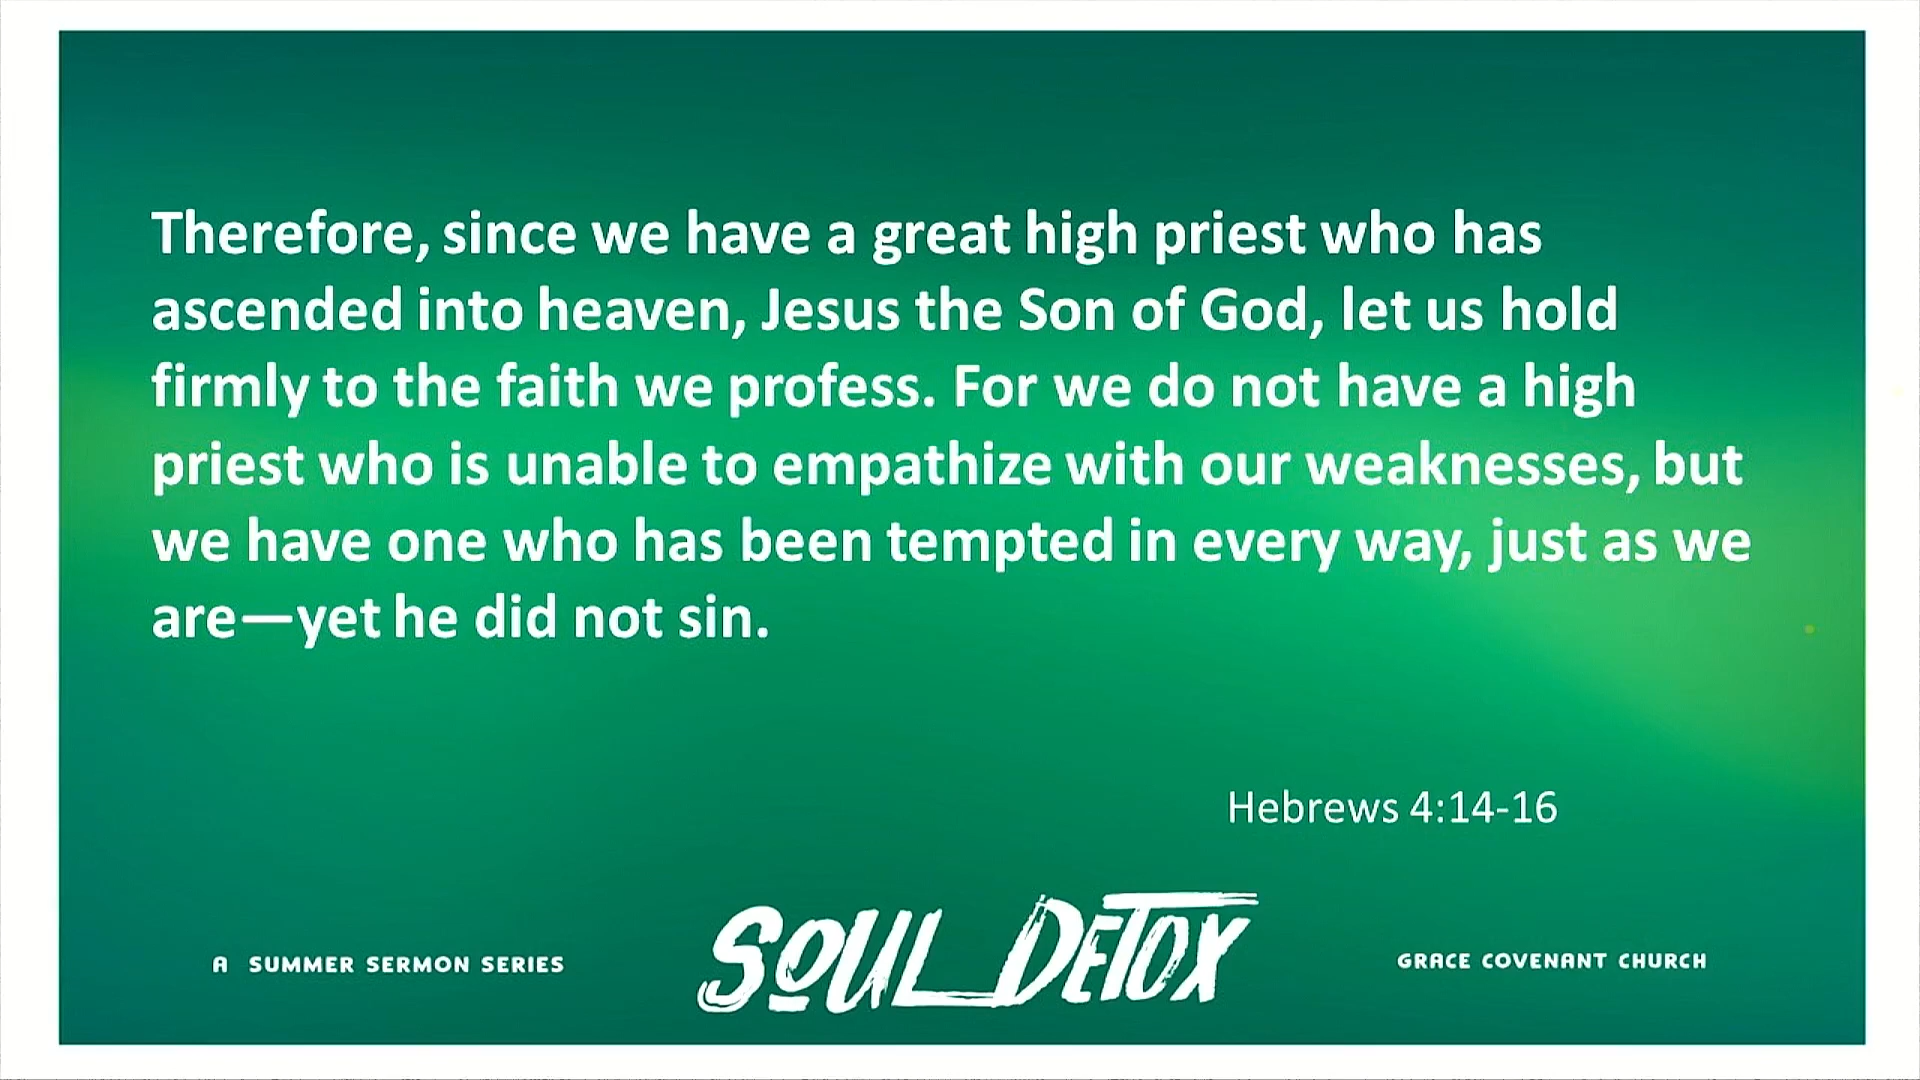 Therefore, since we have a great high priest who has
ascended into heaven, Jesus the Son of God, let us hold
firmly to the faith we profess. For we do not have a high
priest who is unable to empathize with our weaknesses, but
we have one who has been tempted in every way, just as we
are—yet he did not sin.
Hebrews 4:14-16
A SUMMER SERMON SERIES
SOUL DETOX
GRACE COVENANT CHURCH